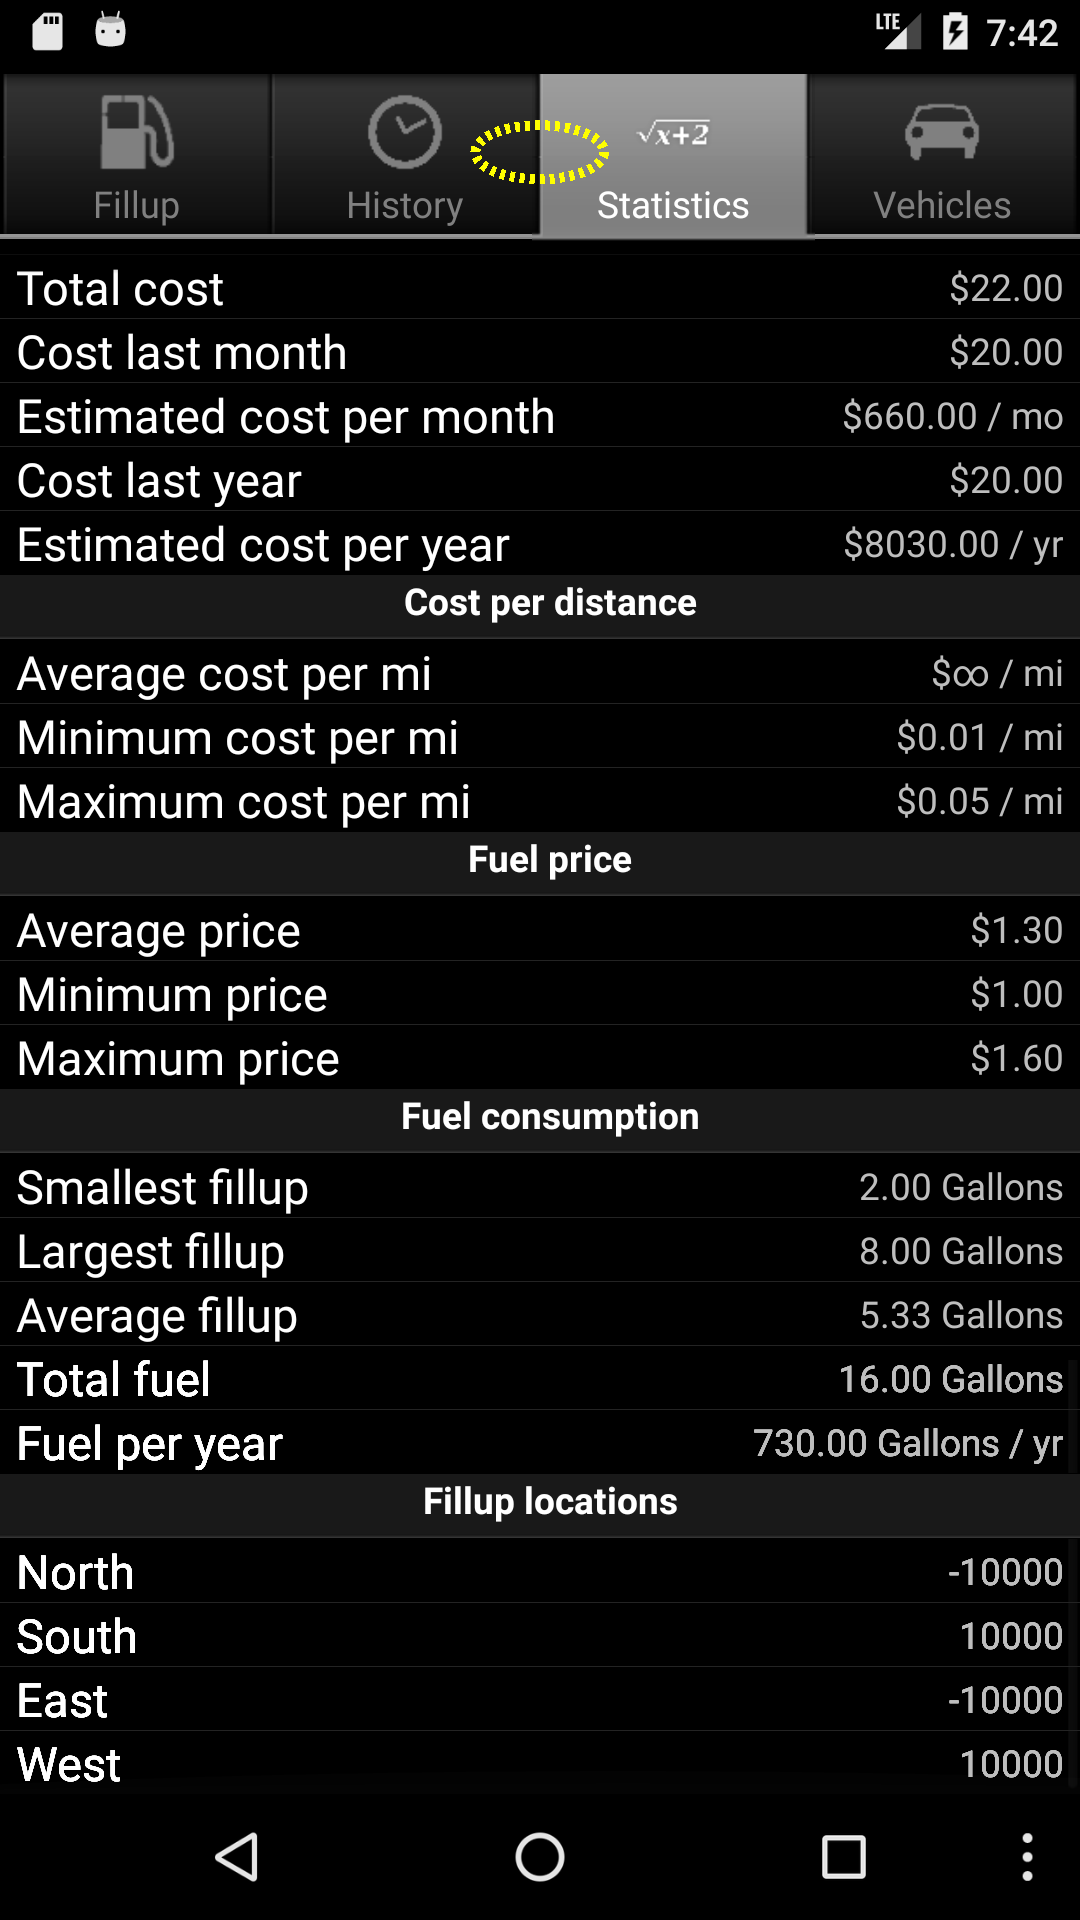 LTE 7:42
√x+2
Fillup History Statistics Vehicles
Total cost $22.00
Cost last month $20.00
Estimated cost per month $660.00 / mo
Cost last year $20.00
Estimated cost per year $8030.00 / yr
Cost per distance
Average cost per mi $∞ / mi
Minimum cost per mi $0.01 / mi
Maximum cost per mi $0.05 / mi
Fuel price
Average price $1.30
Minimum price $1.00
Maximum price $1.60
Fuel consumption
Smallest fillup 2.00 Gallons
Largest fillup 8.00 Gallons
Average fillup 5.33 Gallons
Total fuel 16.00 Gallons
Fuel per year 730.00 Gallons / yr
Fillup locations
North -10000
South 10000
East -10000
West 10000